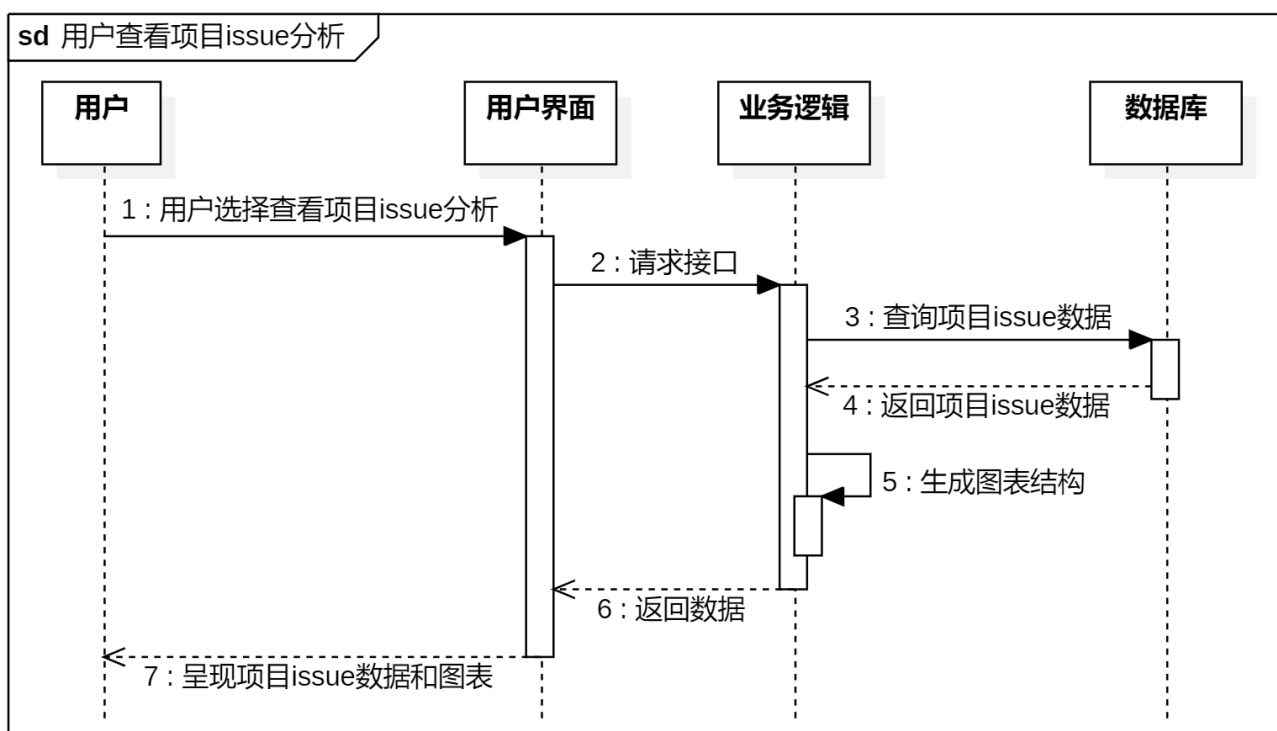 sd 用户查看项目issue分析
用户
用户界面
业务逻辑
数据库
1 : 用户选择查看项目issue分析
2 : 请求接口
3 : 查询项目issue数据
4 : 返回项目issue数据
5 : 生成图表结构
6 : 返回数据
7 : 呈现项目issue数据和图表